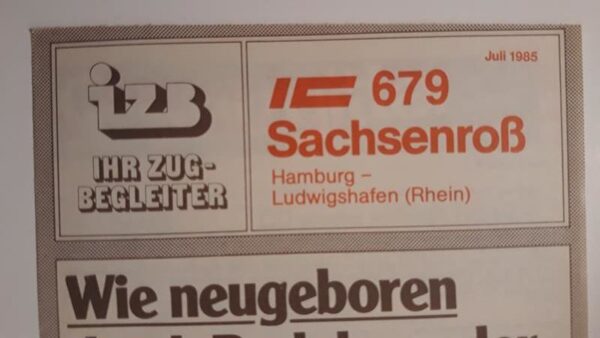 izb
IHR ZUG-
BEGLEITER
Juli 1985
IC 679
Sachsenroß
Hamburg –
Ludwigshafen (Rhein)
Wie neugeboren